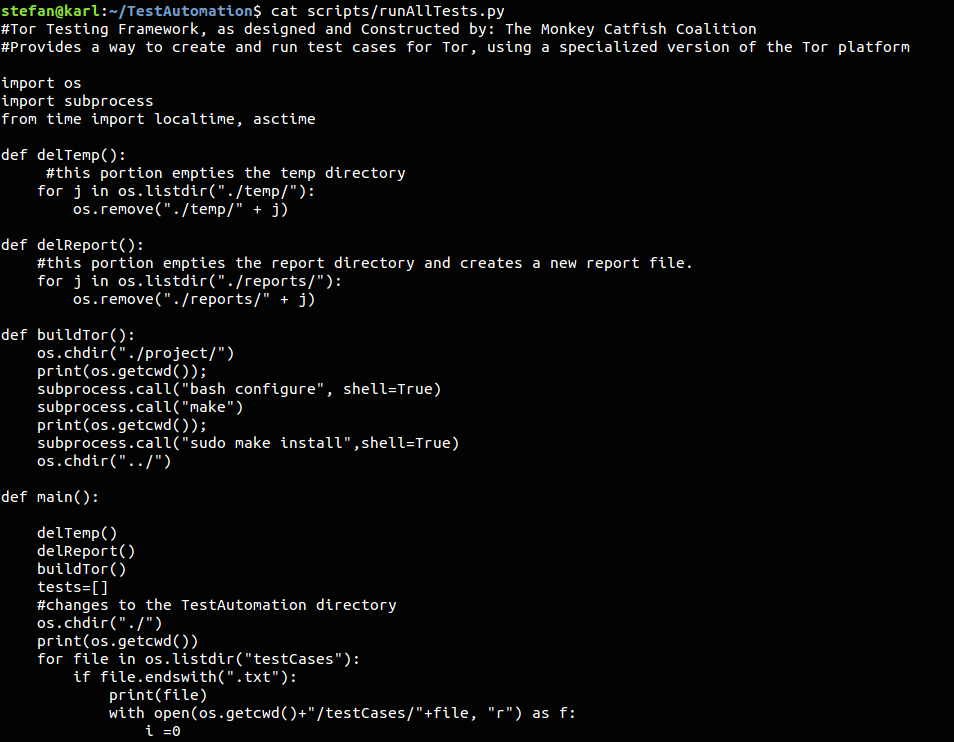 stefan@karl:~/TestAutomation$ cat scripts/runAllTests.py
#Tor Testing Framework, as designed and Constructed by: The Monkey Catfish Coalition
#Provides a way to create and run test cases for Tor, using a specialized version of the Tor platform

import os
import subprocess
from time import localtime, asctime

def delTemp():
     #this portion empties the temp directory
    for j in os.listdir("./temp/"):
        os.remove("./temp/" + j)

def delReport():
    #this portion empties the report directory and creates a new report file.
    for j in os.listdir("./reports/"):
        os.remove("./reports/" + j)

def buildTor():
    os.chdir("./project/")
    print(os.getcwd());
    subprocess.call("bash configure", shell=True)
    subprocess.call("make")
    print(os.getcwd());
    subprocess.call("sudo make install",shell=True)
    os.chdir("../")

def main():

    delTemp()
    delReport()
    buildTor()
    tests=[]
    #changes to the TestAutomation directory
    os.chdir("./")
    print(os.getcwd())
    for file in os.listdir("testCases"):
        if file.endswith(".txt"):
            print(file)
            with open(os.getcwd()+"/testCases/"+file, "r") as f:
                i =0